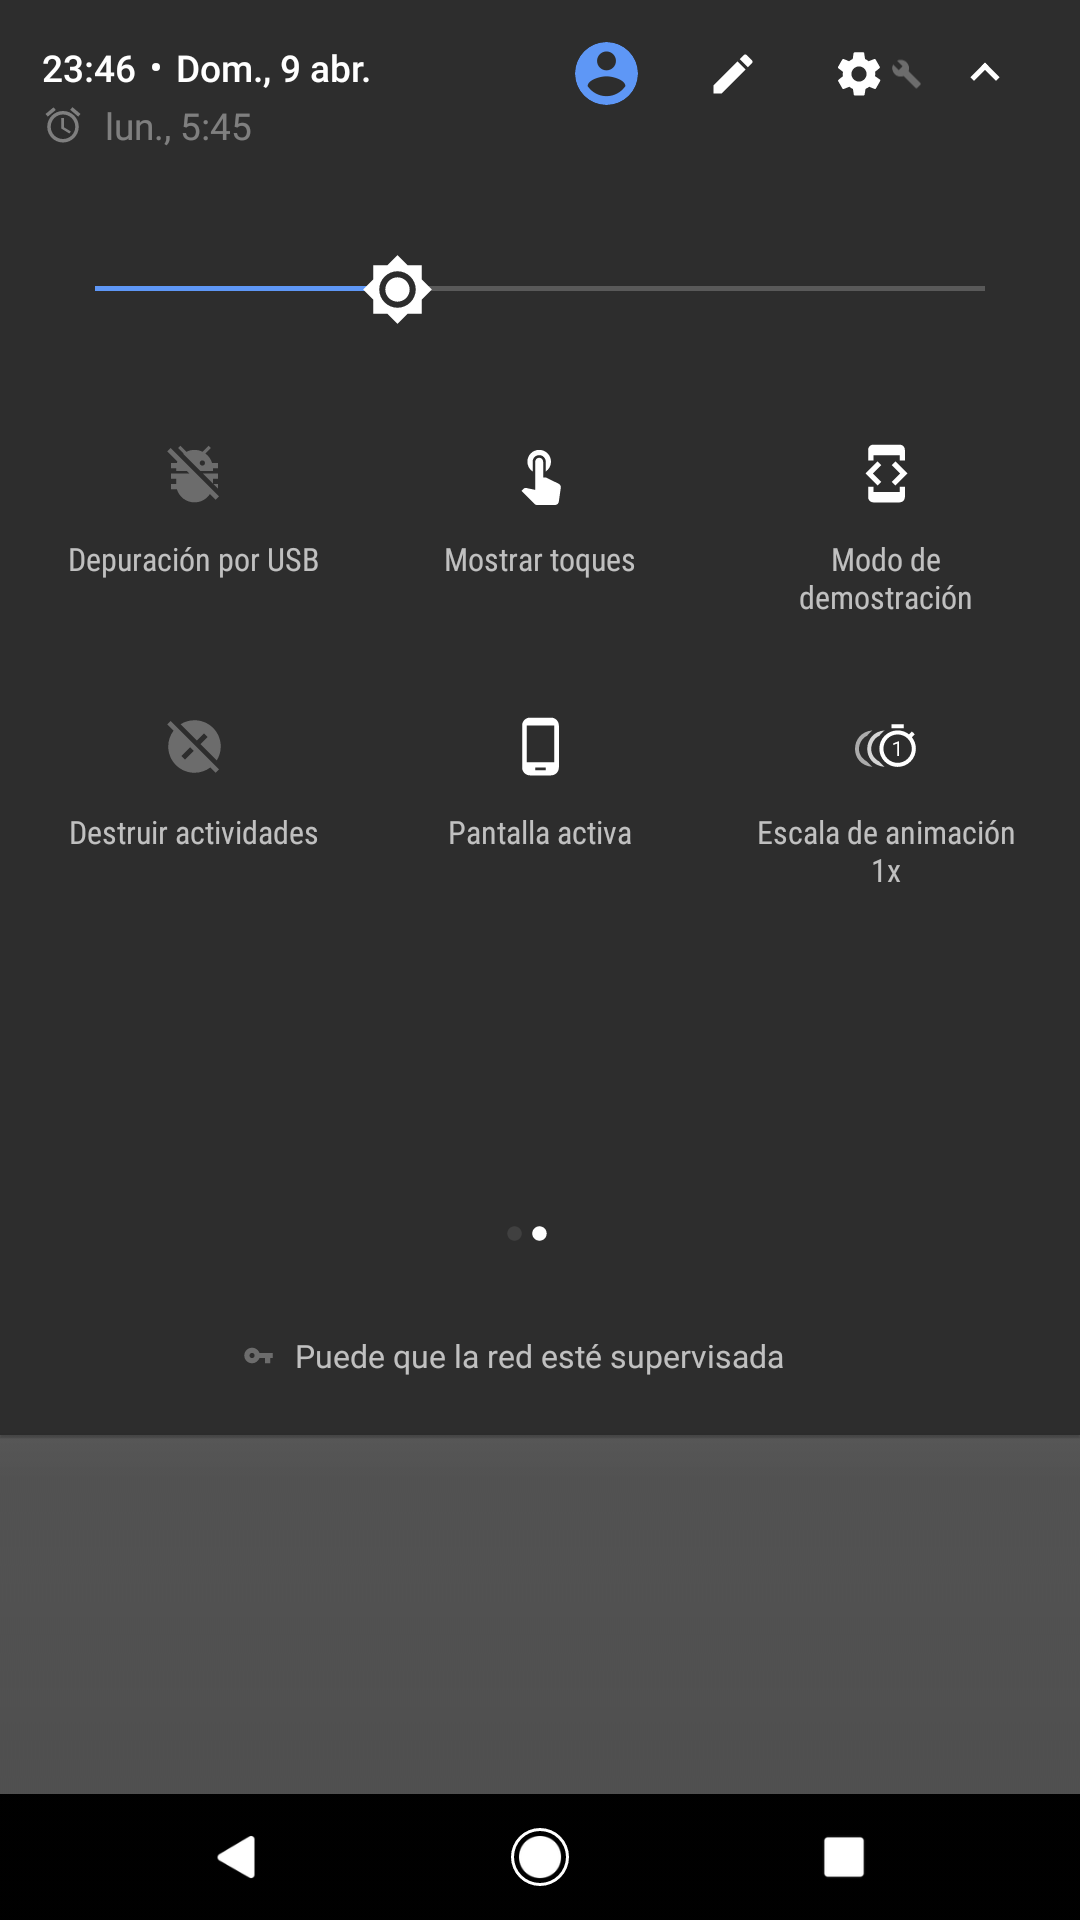 23:46 • Dom., 9 abr.
lun., 5:45
Depuración por USB
Mostrar toques
Modo de
demostración
Destruir actividades
Pantalla activa
1
Escala de animación
1x
Puede que la red esté supervisada